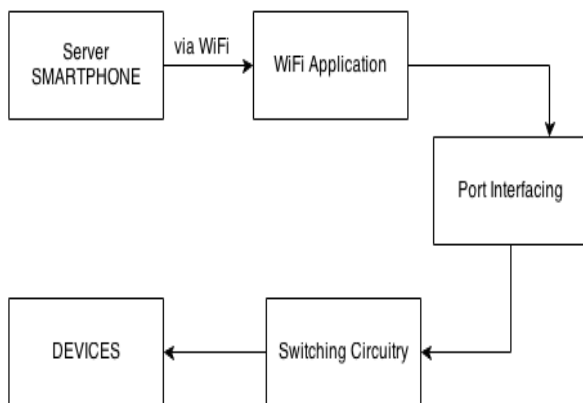 Server
SMARTPHONE
via WiFi
WiFi Application
Port Interfacing
DEVICES
Switching Circuitry